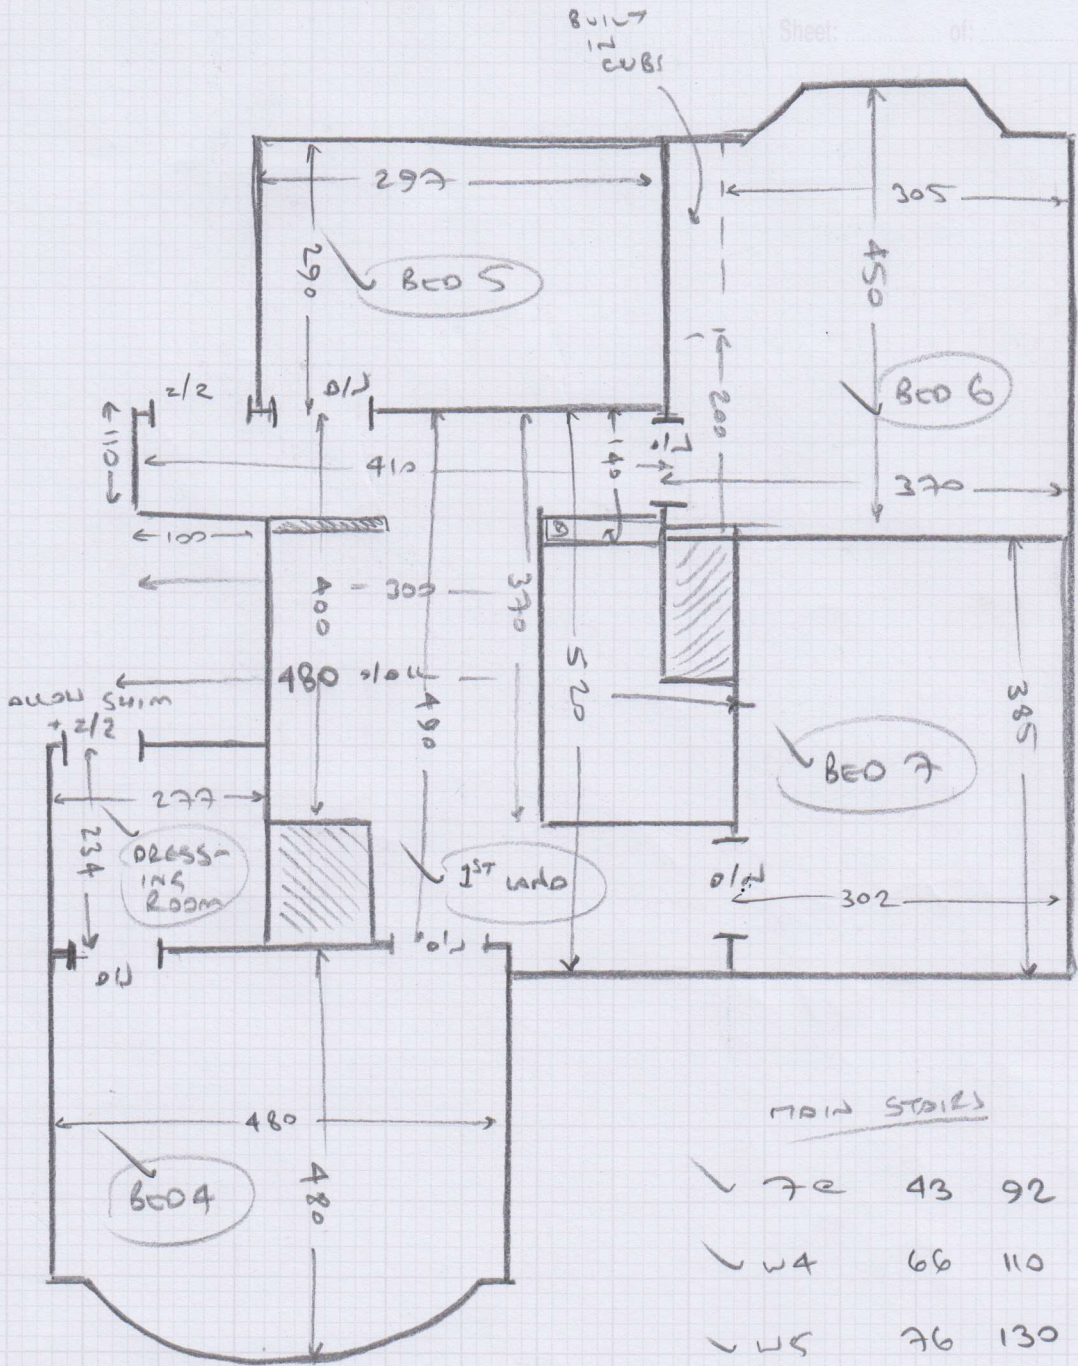 Sheet: of:
BUILT
IN
CUBS
297
305
290
BED 5
450
2/2
D/N
BED 6
200
110
410
140
370
B
100
400
300
370
520
480 O/ALL
490
385
ALLOW SHIM
+ 2/2
277
234
DRESS-
ING
ROOM
BED 7
1ST LAND
D/N
302
D/N
D/N
480
480
BED 4
MAIN STAIRS
7@ 43 92
W4 66 110
W5 76 130